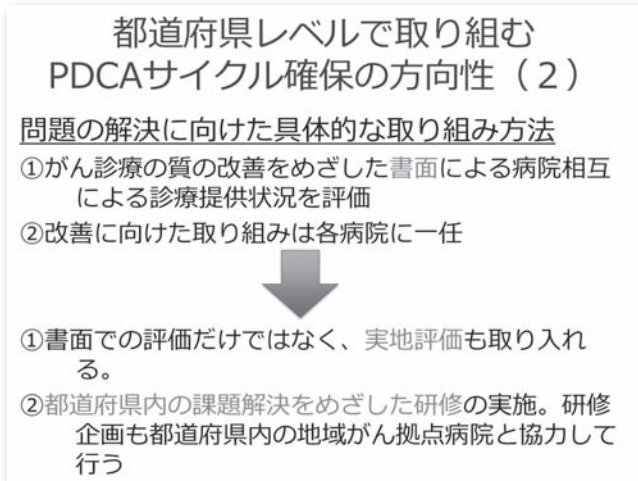 都道府県レベルで取り組む
PDCAサイクル確保の方向性（２）
問題の解決に向けた具体的な取り組み方法
①がん診療の質の改善をめざした書面による病院相互
による診療提供状況を評価
②改善に向けた取り組みは各病院に一任
①書面での評価だけではなく、実地評価も取り入れ
る。
②都道府県内の課題解決をめざした研修の実施。研修
企画も都道府県内の地域がん拠点病院と協力して
行う